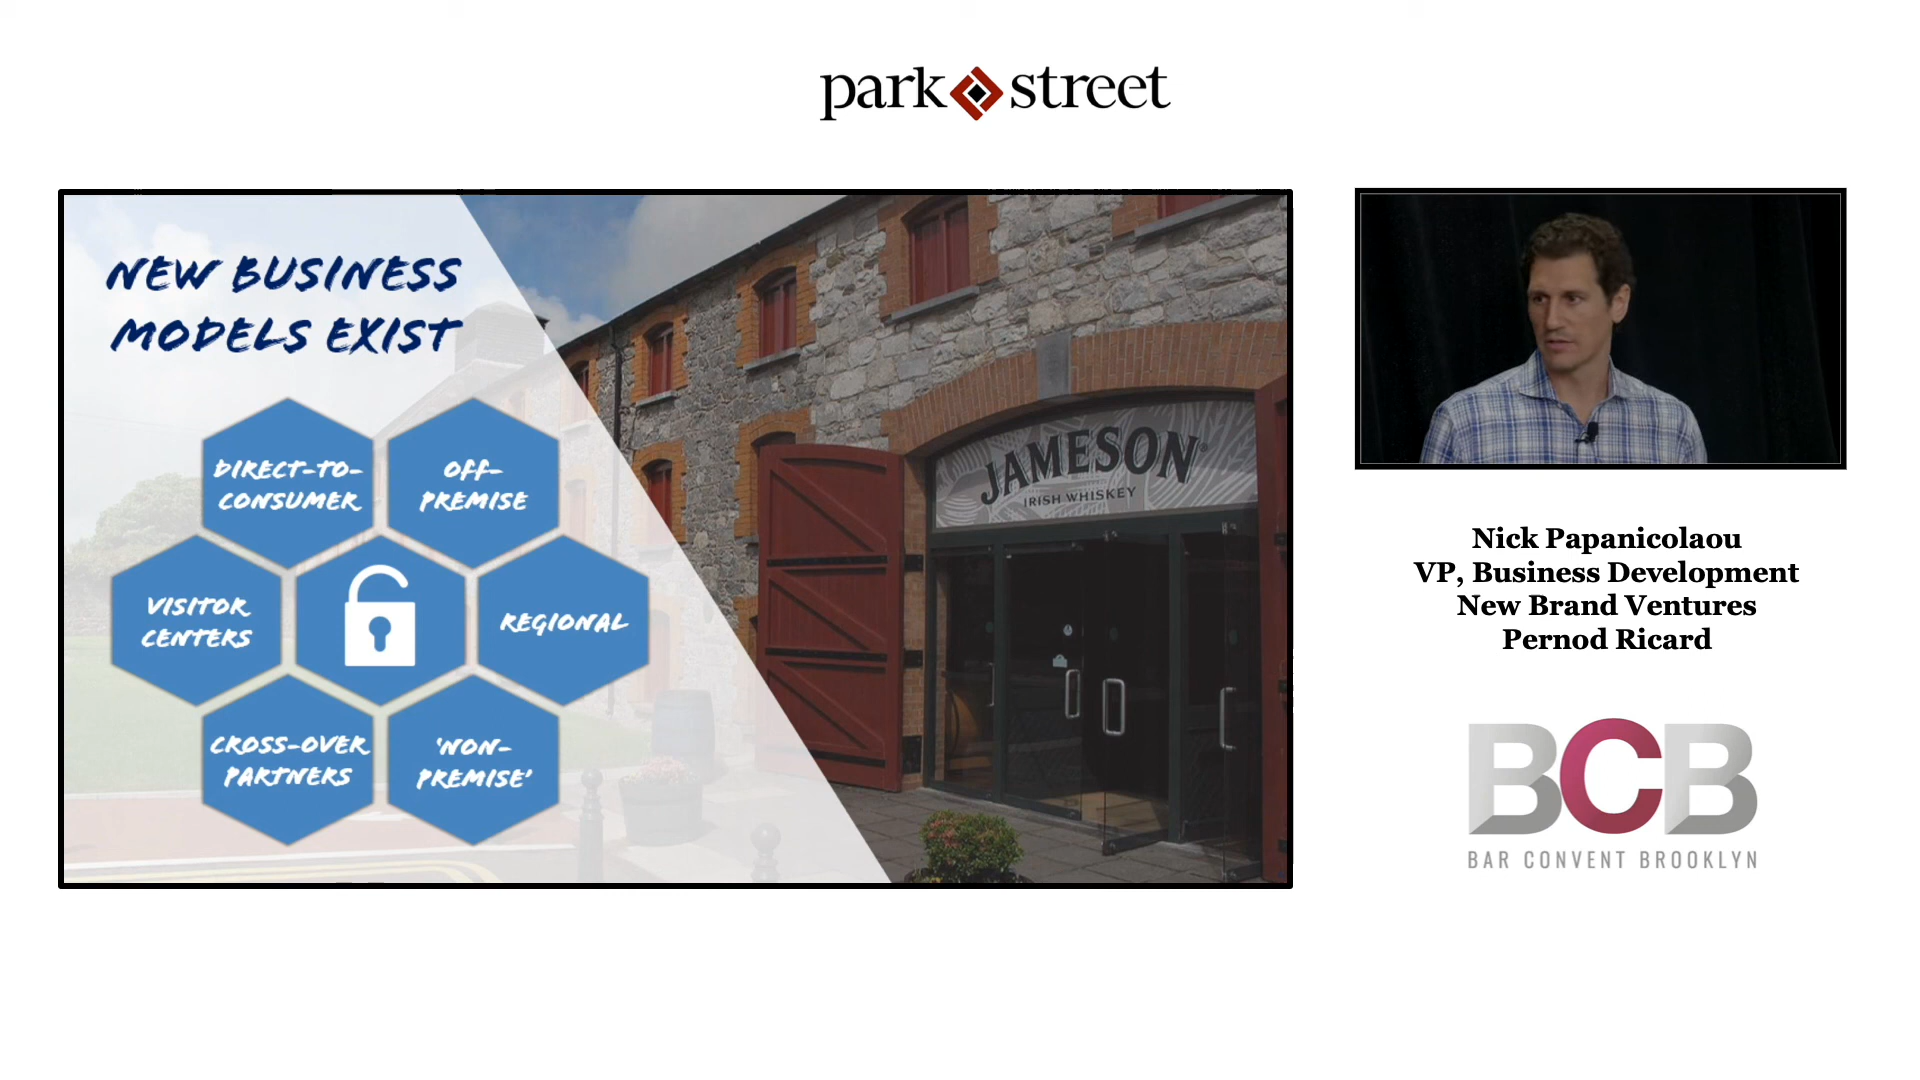 park street
NEW BUSINESS
MODELS EXIST
DIRECT-TO-
CONSUMER
OFF-
PREMISE
VISITOR
CENTERS
REGIONAL
CROSS-OVER
PARTNERS
'NON-
PREMISE'
JAMESON
IRISH WHISKEY
Nick Papanicolaou
VP, Business Development
New Brand Ventures
Pernod Ricard
BCB
BAR CONVENT BROOKLYN